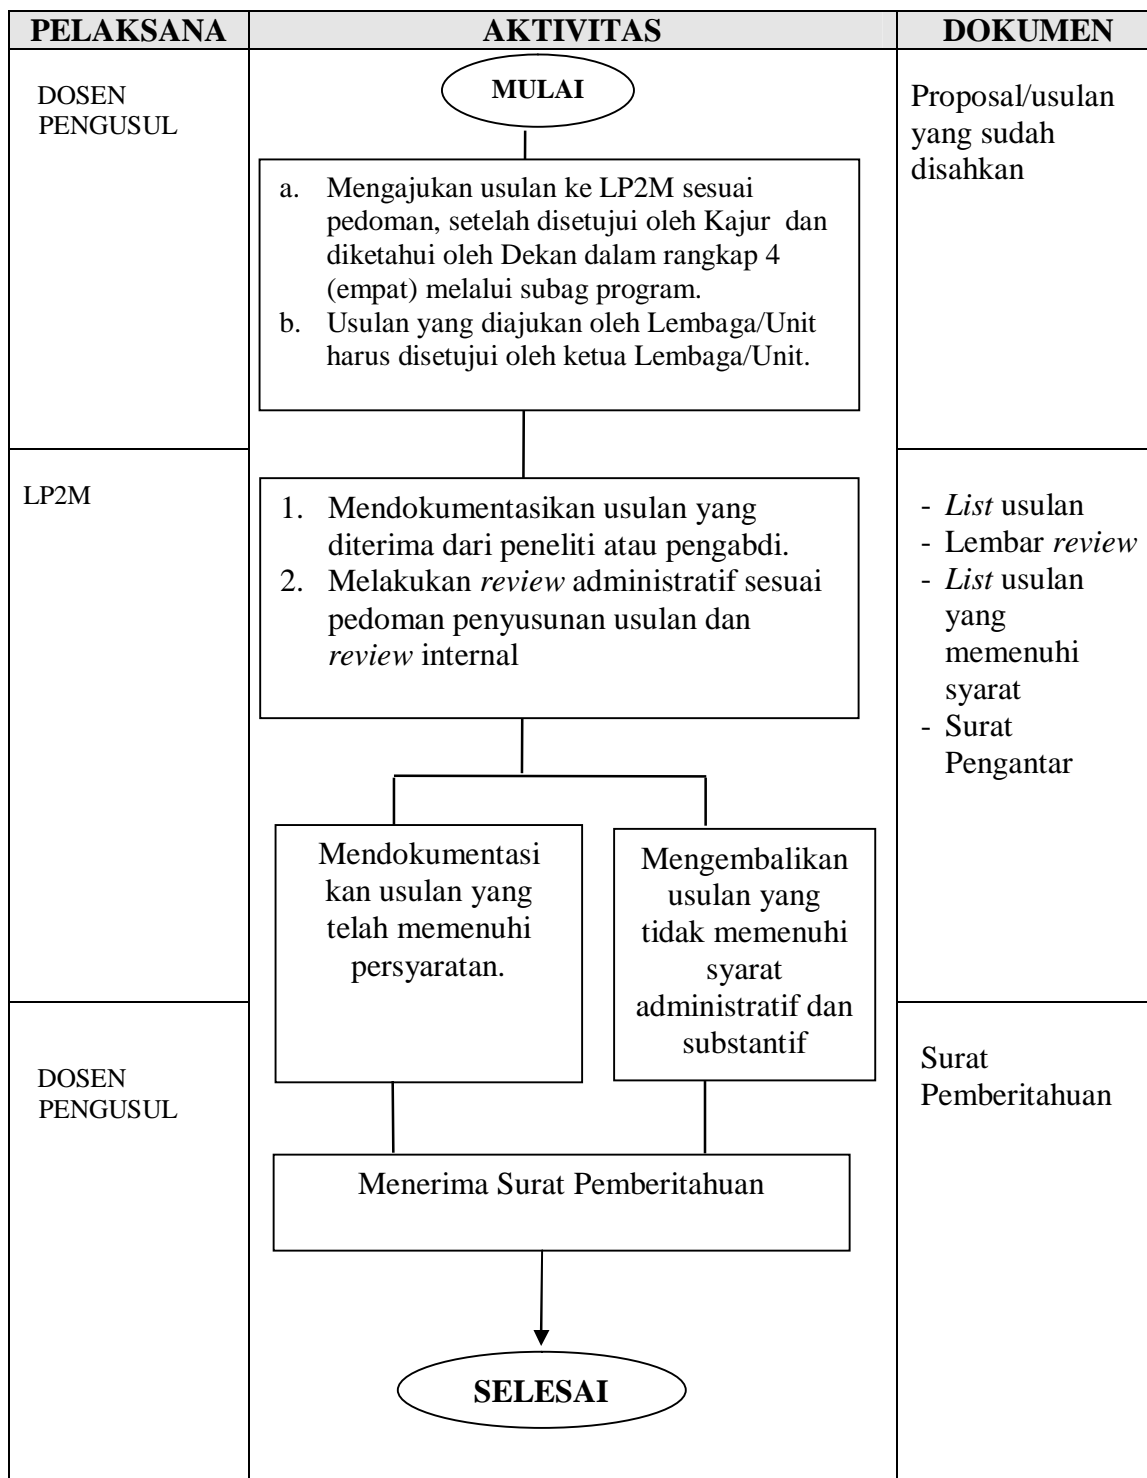 PELAKSANA
AKTIVITAS
DOKUMEN
DOSEN
PENGUSUL
MULAI
a. Mengajukan usulan ke LP2M sesuai
pedoman, setelah disetujui oleh Kajur dan
diketahui oleh Dekan dalam rangkap 4
(empat) melalui subag program.
b. Usulan yang diajukan oleh Lembaga/Unit
harus disetujui oleh ketua Lembaga/Unit.
Proposal/usulan
yang sudah
disahkan
LP2M
1. Mendokumentasikan usulan yang
diterima dari peneliti atau pengabdi.
2. Melakukan review administratif sesuai
pedoman penyusunan usulan dan
review internal
- List usulan
- Lembar review
- List usulan
yang
memenuhi
syarat
- Surat
Pengantar
Mendokumentasi
kan usulan yang
telah memenuhi
persyaratan.
Mengembalikan
usulan yang
tidak memenuhi
syarat
administratif dan
substantif
DOSEN
PENGUSUL
Menerima Surat Pemberitahuan
SELESAI
Surat
Pemberitahuan